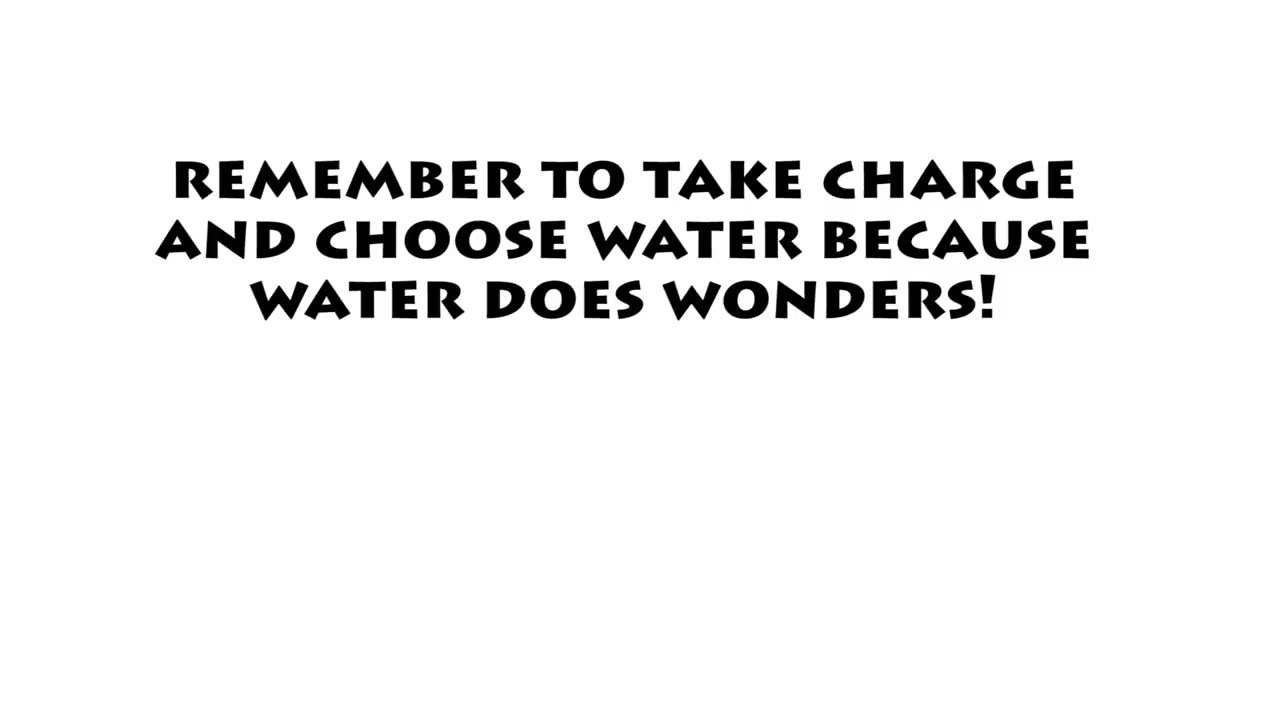 REMEMBER TO TAKE CHARGE
AND CHOOSE WATER BECAUSE
WATER DOES WONDERS!